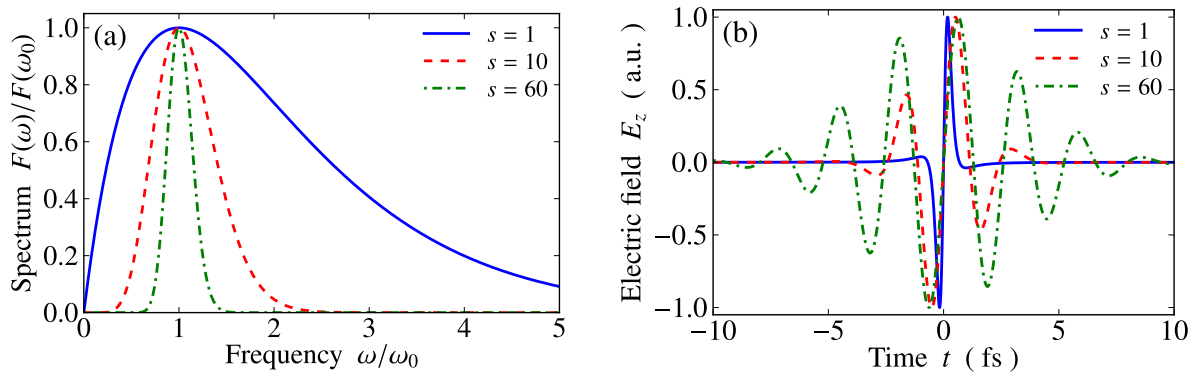 (a)
s = 1
s = 10
s = 60
Spectrum F(ω)/F(ω₀)
1.0
0.8
0.6
0.4
0.2
0.0
0 1 2 3 4 5
Frequency ω/ω₀
(b)
s = 1
s = 10
s = 60
Electric field E_z ( a.u. )
1.0
0.5
0.0
−0.5
−1.0
−10 −5 0 5 10
Time t ( fs )